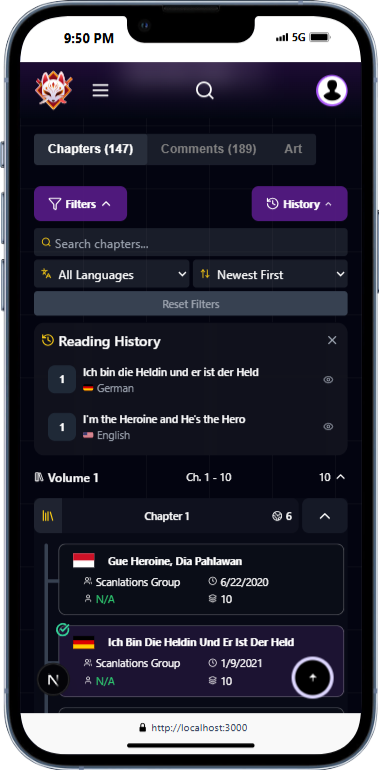 9:50 PM 5G
Chapters (147) Comments (189) Art
Filters History
Search chapters...
All Languages Newest First
Reset Filters
Reading History
1 Ich bin die Heldin und er ist der Held
German
1 I'm the Heroine and He's the Hero
English
Volume 1 Ch. 1 - 10 10
Chapter 1 6
Gue Heroine, Dia Pahlawan
Scanlations Group 6/22/2020
N/A 10
Ich Bin Die Heldin Und Er Ist Der Held
Scanlations Group 1/9/2021
N N/A 10
http://localhost:3000